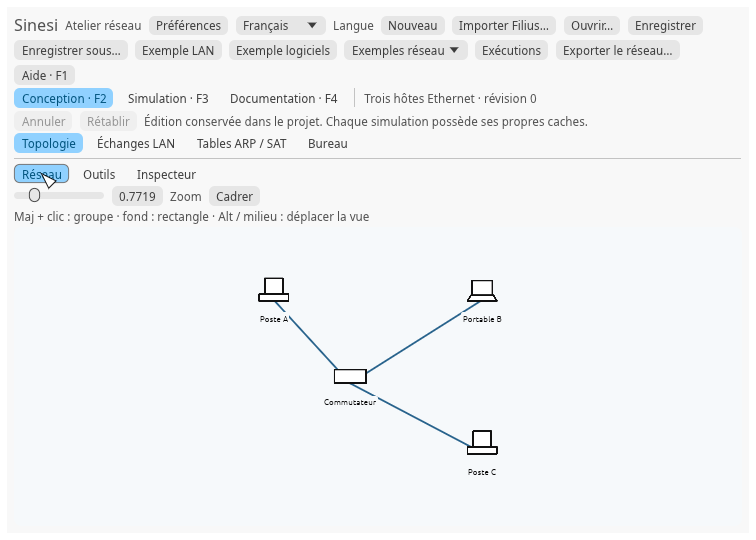 Sinesi Atelier réseau Préférences Français Langue Nouveau Importer Filius... Ouvrir... Enregistrer
Enregistrer sous... Exemple LAN Exemple logiciels Exemples réseau Exécutions Exporter le réseau...
Aide · F1
Conception · F2 Simulation · F3 Documentation · F4 Trois hôtes Ethernet · révision 0
Annuler Rétablir Édition conservée dans le projet. Chaque simulation possède ses propres caches.
Topologie Échanges LAN Tables ARP / SAT Bureau
Réseau Outils Inspecteur
0.7719 Zoom Cadrer
Maj + clic : groupe · fond : rectangle · Alt / milieu : déplacer la vue
Poste A Portable B
Commutateur
Poste C